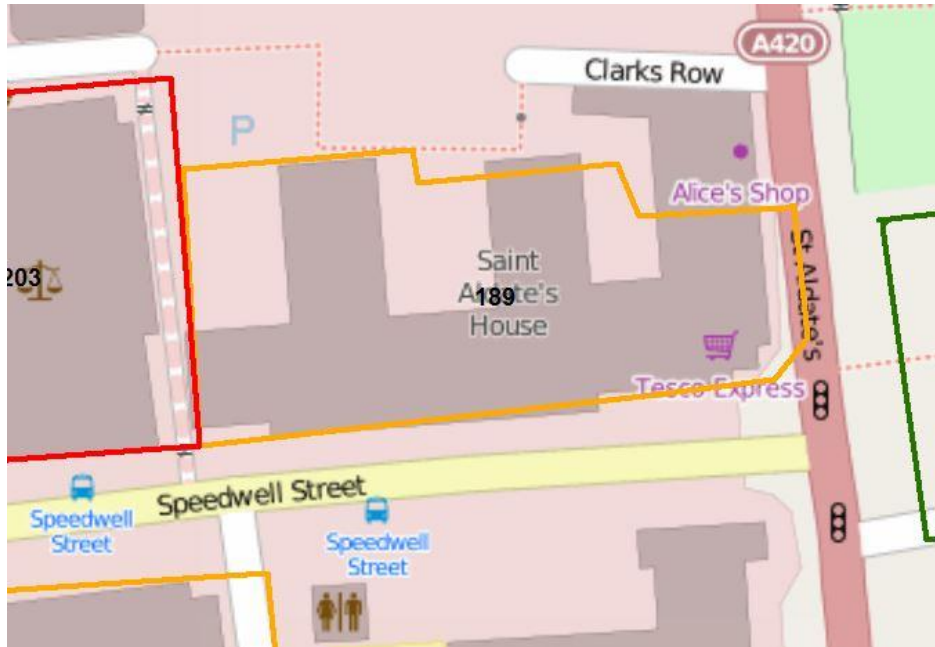 A420
Clarks Row
P
Alice's Shop
203
Saint
Aldate's
House
189
St Aldate's
Tesco Express
Speedwell Street
Speedwell
Street
Speedwell
Street